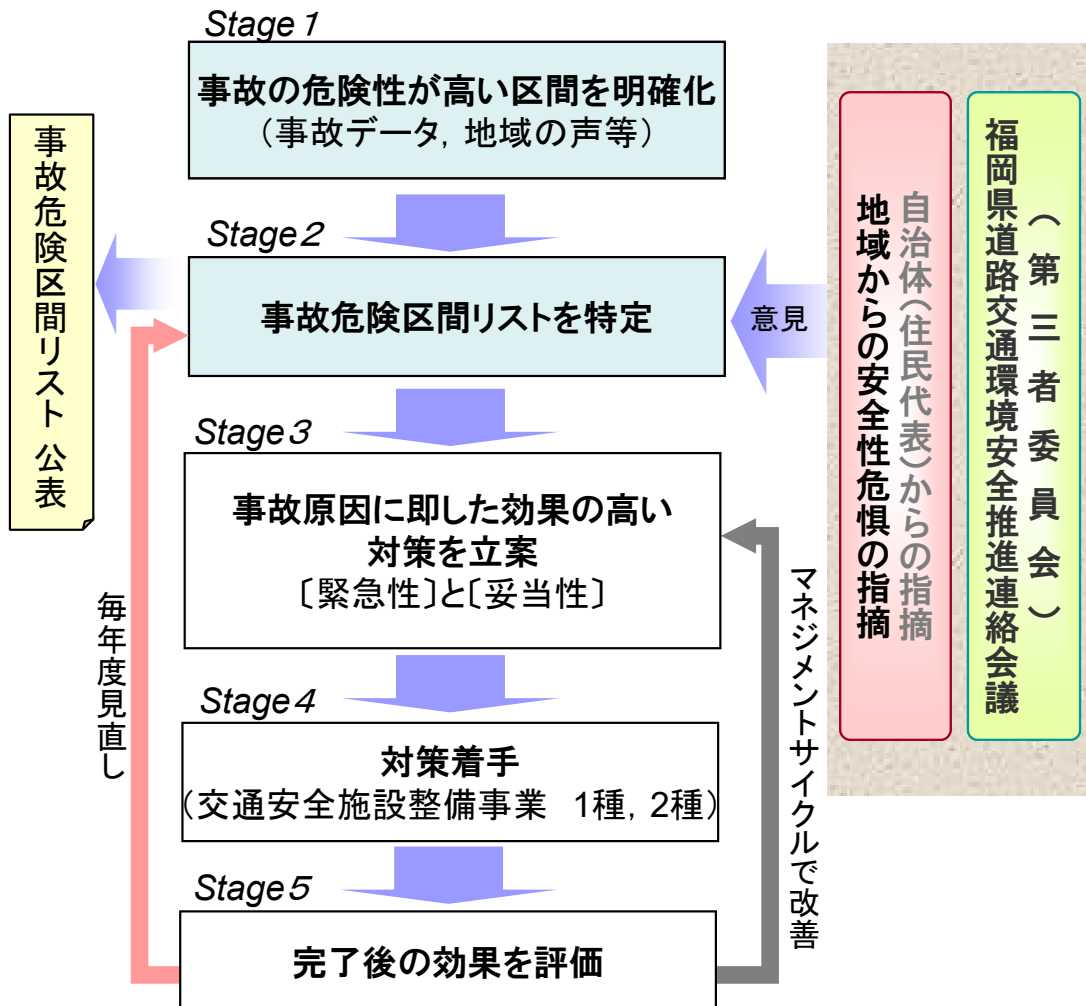 Stage 1
事故の危険性が高い区間を明確化
(事故データ，地域の声等)
Stage2
事故危険区間リストを特定
事故危険区間リスト 公表
意見
地域からの安全性危惧の指摘
自治体(住民代表)からの指摘
福岡県道路交通環境安全推進連絡会議
(第三者委員会)
Stage3
事故原因に即した効果の高い
対策を立案
〔緊急性〕と〔妥当性〕
Stage4
対策着手
(交通安全施設整備事業　1種，2種)
Stage5
完了後の効果を評価
毎年度見直し
マネジメントサイクルで改善